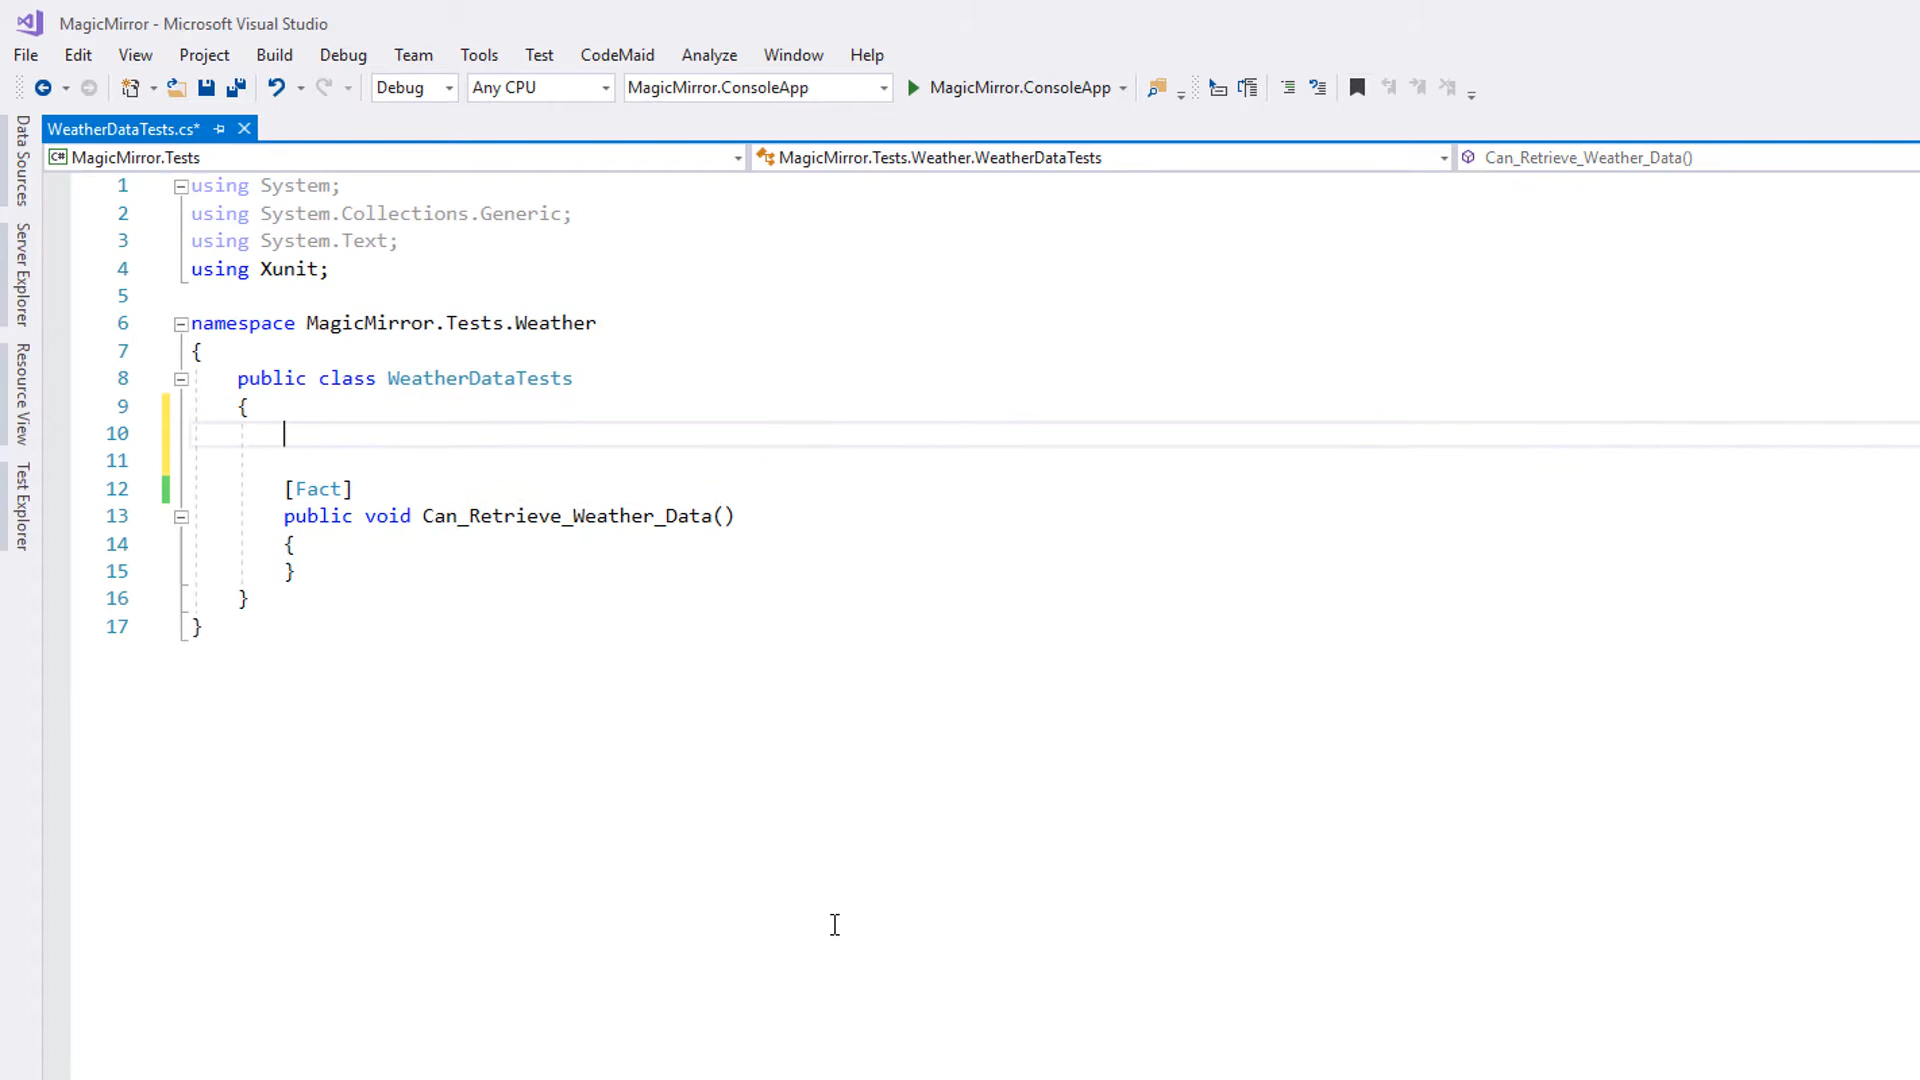 MagicMirror - Microsoft Visual Studio
File Edit View Project Build Debug Team Tools Test CodeMaid Analyze Window Help
Debug Any CPU MagicMirror.ConsoleApp MagicMirror.ConsoleApp
WeatherDataTests.cs*
C# MagicMirror.Tests MagicMirror.Tests.Weather.WeatherDataTests Can_Retrieve_Weather_Data()
Data Sources
Server Explorer
Resource View
Test Explorer
1 using System;
2 using System.Collections.Generic;
3 using System.Text;
4 using Xunit;
5
6 namespace MagicMirror.Tests.Weather
7 {
8 public class WeatherDataTests
9 {
10
11
12 [Fact]
13 public void Can_Retrieve_Weather_Data()
14 {
15 }
16 }
17 }